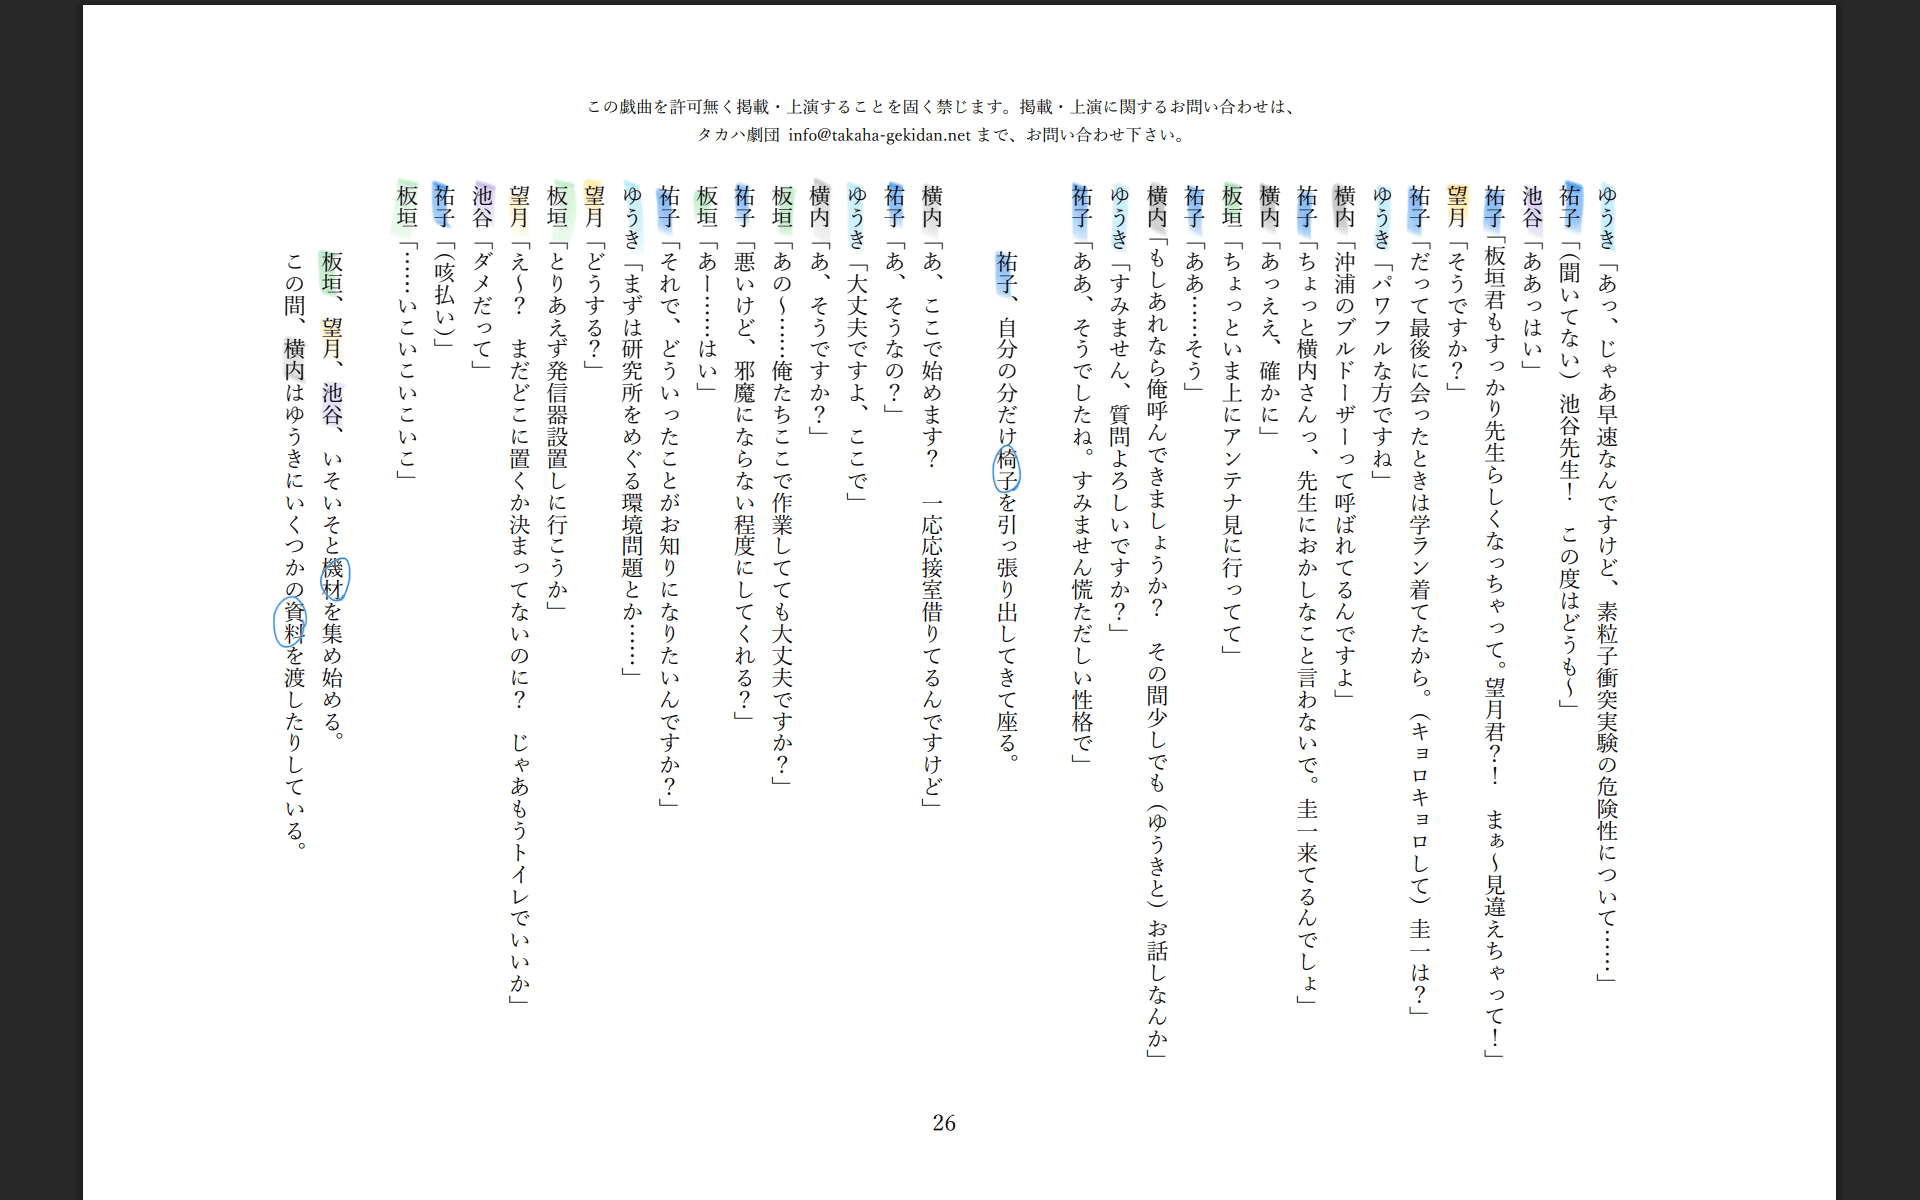 この戯曲を許可無く掲載・上演することを固く禁じます。掲載・上演に関するお問い合わせは、
タカハ劇団 info@takaha-gekidan.net まで、お問い合わせ下さい。
ゆうき「あっ、じゃあ早速なんですけど、素粒子衝突実験の危険性について……」
祐子「（聞いてない）池谷先生！　この度はどうも～」
池谷「ああっはい」
祐子「板垣君もすっかり先生らしくなっちゃって。望月君？！　まぁ～見違えちゃって！」
望月「そうですか？」
祐子「だって最後に会ったときは学ラン着てたから。（キョロキョロして）圭一は？」
ゆうき「パワフルな方ですね」
横内「沖浦のブルドーザーって呼ばれてるんですよ」
祐子「ちょっと横内さんっ、先生におかしなこと言わないで。圭一来てるんでしょ」
横内「あっええ、確かに」
板垣「ちょっといま上にアンテナ見に行ってて」
祐子「ああ……そう」
横内「もしあれなら俺呼んできましょうか？　その間少しでも（ゆうきと）お話しなんか」
ゆうき「すみません、質問よろしいですか？」
祐子「ああ、そうでしたね。すみません慌ただしい性格で」
祐子、自分の分だけ椅子を引っ張り出してきて座る。
横内「あ、ここで始めます？　一応応接室借りてるんですけど」
祐子「あ、そうなの？」
ゆうき「大丈夫ですよ、ここで」
横内「あ、そうですか？」
板垣「あの～……俺たちここで作業してても大丈夫ですか？」
祐子「悪いけど、邪魔にならない程度にしてくれる？」
板垣「あー……はい」
祐子「それで、どういったことがお知りになりたいんですか？」
ゆうき「まずは研究所をめぐる環境問題とか……」
望月「どうする？」
板垣「とりあえず発信器設置しに行こうか」
望月「え～？　まだどこに置くか決まってないのに？　じゃあもうトイレでいいか」
池谷「ダメだって」
祐子「（咳払い）」
板垣「……いこいこいこいこ」
板垣、望月、池谷、いそいそと機材を集め始める。
この間、横内はゆうきにいくつかの資料を渡したりしている。
26